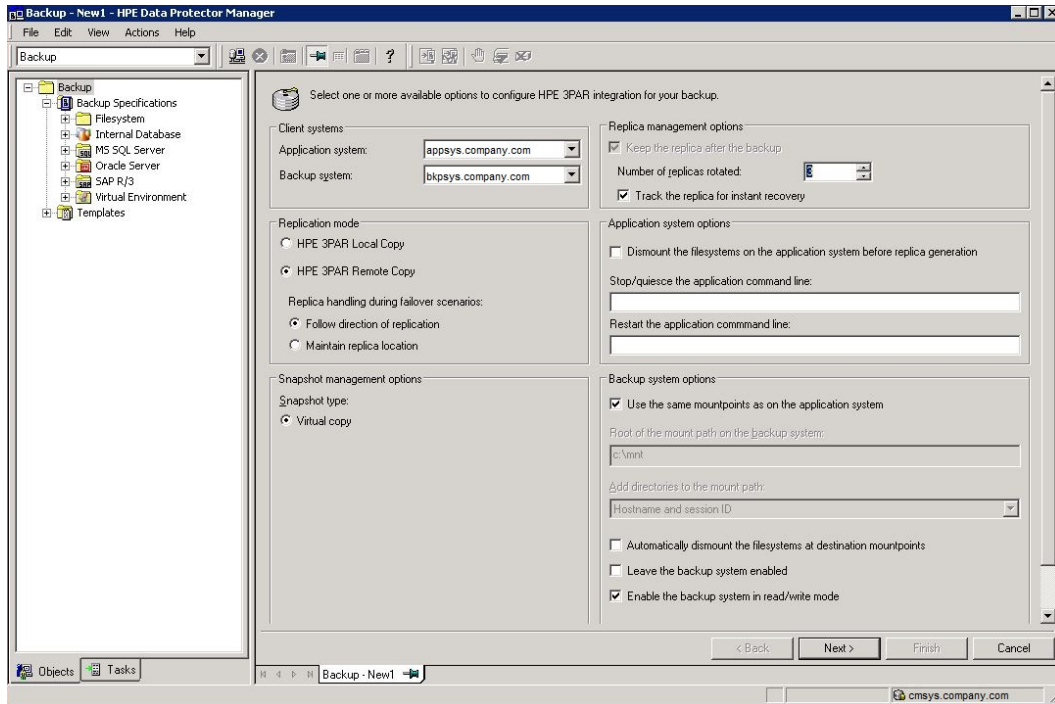 Backup - New1 - HPE Data Protector Manager
File Edit View Actions Help
Backup
Backup
Backup Specifications
Filesystem
Internal Database
MS SQL Server
Oracle Server
SAP R/3
Virtual Environment
Templates
Objects
Tasks
Select one or more available options to configure HPE 3PAR integration for your backup.
Client systems
Application system: appsys.company.com
Backup system: bkpsys.company.com
Replication mode
HPE 3PAR Local Copy
HPE 3PAR Remote Copy
Replica handling during failover scenarios:
Follow direction of replication
Maintain replica location
Snapshot management options
Snapshot type:
Virtual copy
Replica management options
Keep the replica after the backup
Number of replicas rotated: 3
Track the replica for instant recovery
Application system options
Dismount the filesystems on the application system before replica generation
Stop/quiesce the application command line:
Restart the application commmand line:
Backup system options
Use the same mountpoints as on the application system
Root of the mount path on the backup system:
c:\mnt
Add directories to the mount path:
Hostname and session ID
Automatically dismount the filesystems at destination mountpoints
Leave the backup system enabled
Enable the backup system in read/write mode
< Back Next > Finish Cancel
Backup - New1
cmsys.company.com